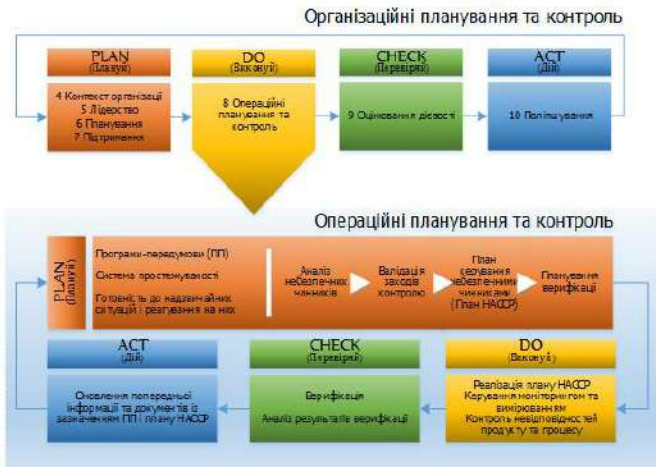 Організаційні планування та контроль
PLAN
(Плануй)
DO
(Виконуй)
CHECK
(Перевіряй)
ACT
(Дій)
4 Контекст організації
5 Лідерство
6 Планування
7 Підтримання
8 Операційні
планування та
контроль
9 Оцінювання дієвості
10 Поліпшування
Операційні планування та контроль
PLAN
(Плануй)
Програми-передумови (ПП)
Система простежуваності
Готовність до надзвичайних
ситуацій і реагування на них
Аналіз
небезпечних
чинників
Валідація
заходів
контролю
План
керування
небезпечними
чинниками
(План НАССР)
Планування
верифікації
ACT
(Дій)
CHECK
(Перевіряй)
DO
(Виконуй)
Оновлення попередньої
інформації та документів із
зазначенням ПП і плану НАССР
Верифікація
Аналіз результатів верифікації
Реалізація плану НАССР
Керування моніторингом та
вимірюванням
Контроль невідповідностей
продукту та процесу